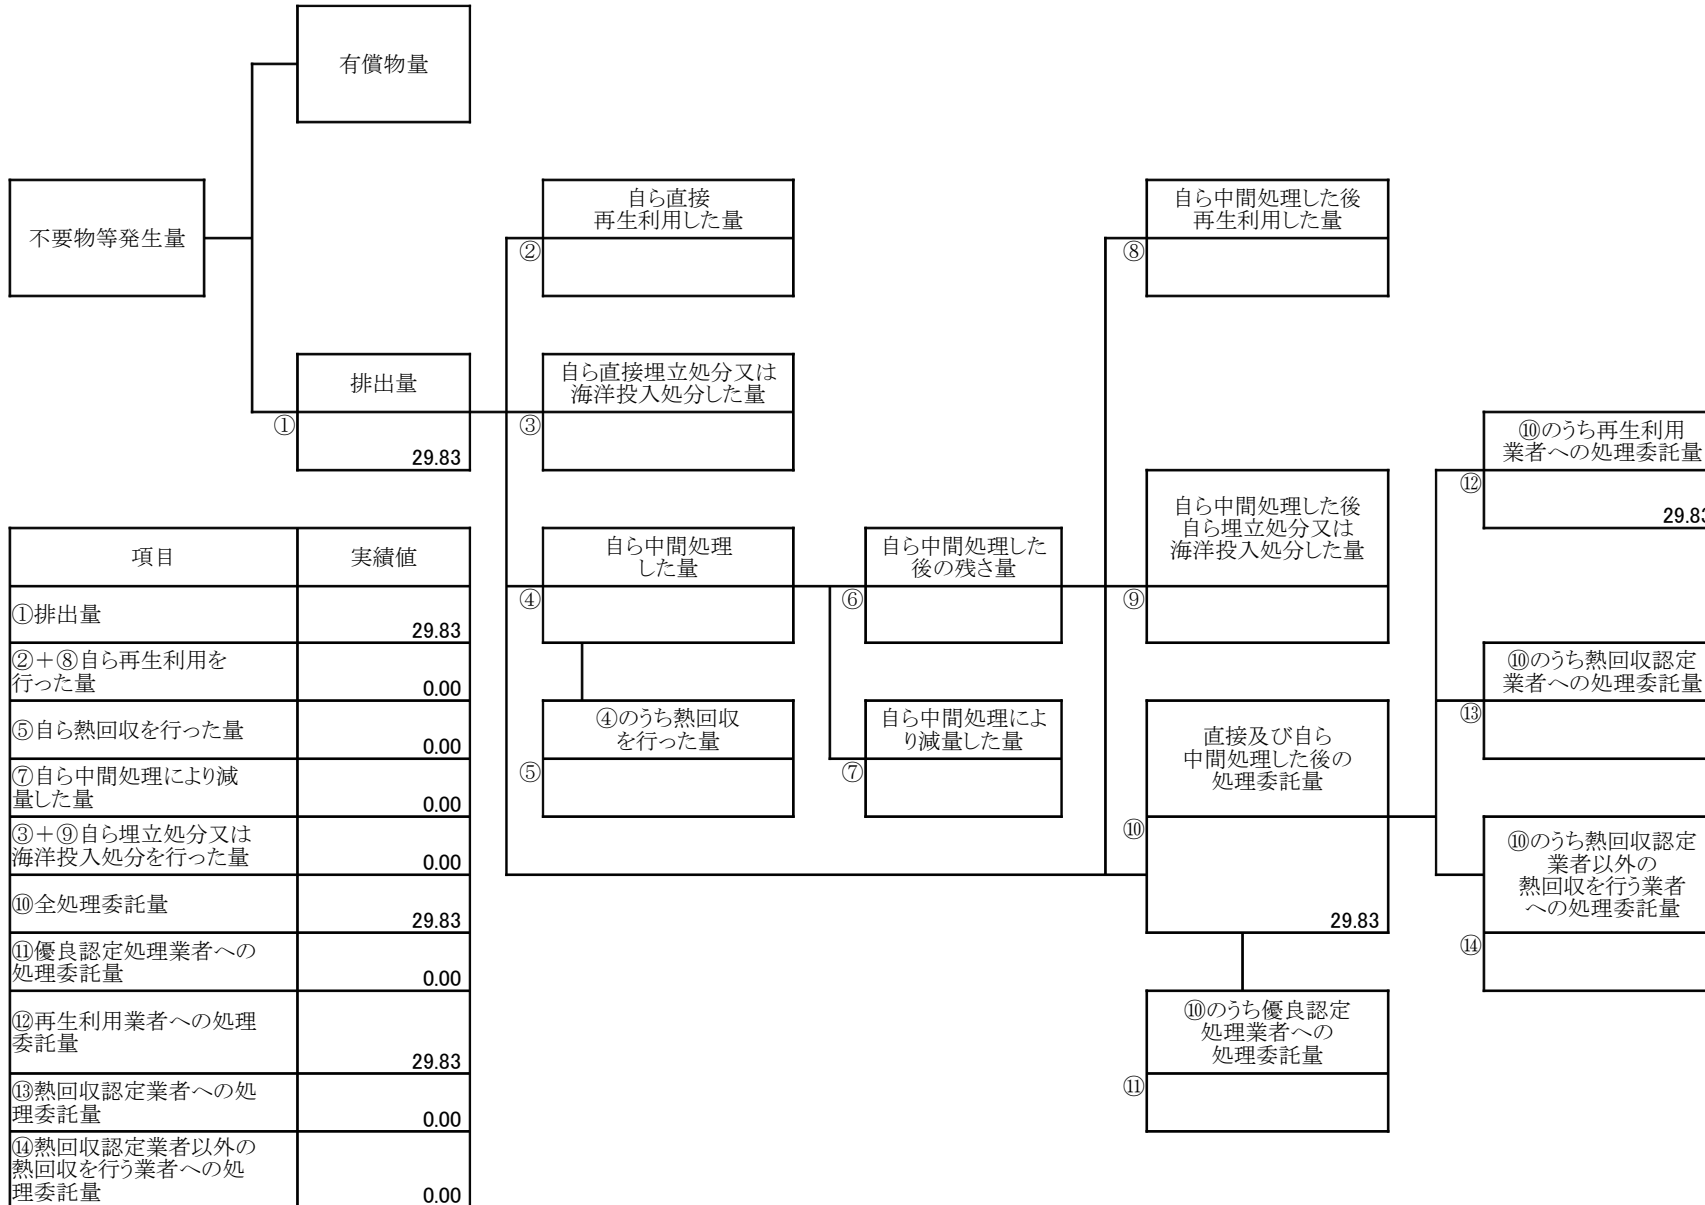 有償物量
不要物等発生量
自ら直接
再生利用した量
②
自ら中間処理した後
再生利用した量
⑧
排出量
①
29.83
自ら直接埋立処分又は
海洋投入処分した量
③
⑩のうち再生利用
業者への処理委託量
⑫
29.83
自ら中間処理した後
自ら埋立処分又は
海洋投入処分した量
⑨
自ら中間処理
した量
④
自ら中間処理した
後の残さ量
⑥
⑩のうち熱回収認定
業者への処理委託量
⑬
④のうち熱回収
を行った量
⑤
自ら中間処理によ
り減量した量
⑦
直接及び自ら
中間処理した後の
処理委託量
⑩
29.83
⑩のうち熱回収認定
業者以外の
熱回収を行う業者
への処理委託量
⑭
⑩のうち優良認定
処理業者への
処理委託量
⑪
項目 実績値
①排出量 29.83
②＋⑧自ら再生利用を
行った量 0.00
⑤自ら熱回収を行った量 0.00
⑦自ら中間処理により減
量した量 0.00
③＋⑨自ら埋立処分又は
海洋投入処分を行った量 0.00
⑩全処理委託量 29.83
⑪優良認定処理業者への
処理委託量 0.00
⑫再生利用業者への処理
委託量 29.83
⑬熱回収認定業者への処
理委託量 0.00
⑭熱回収認定業者以外の
熱回収を行う業者への処
理委託量 0.00